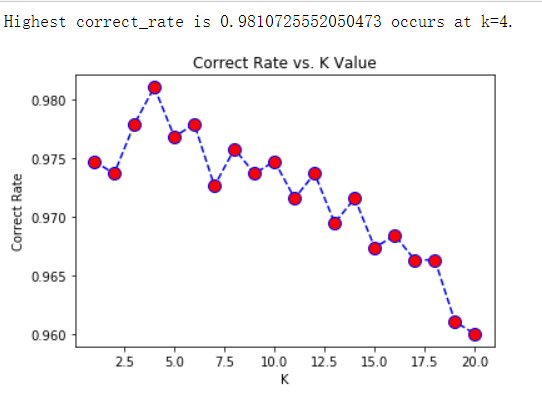 Highest correct_rate is 0.9810725552050473 occurs at k=4.
Correct Rate vs. K Value
0.980
0.975
0.970
0.965
0.960
Correct Rate
2.5 5.0 7.5 10.0 12.5 15.0 17.5 20.0
K